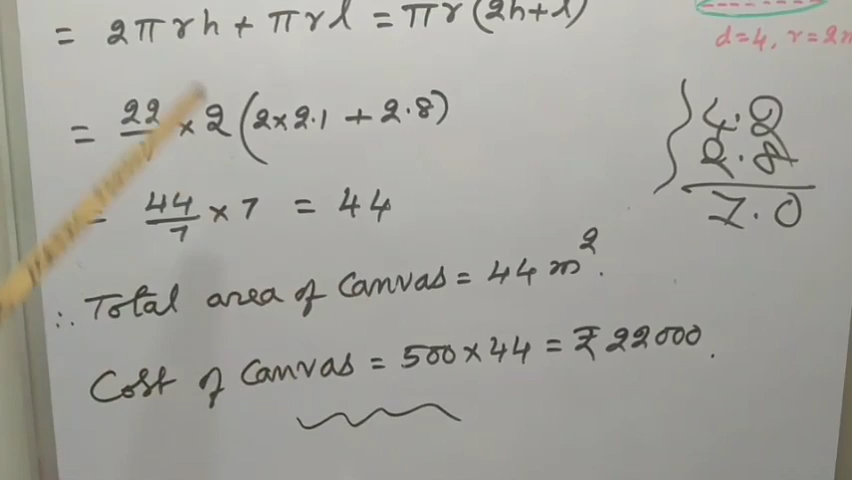 = 2πrh + πrl = πr(2h+l)
d=4, r=2m
= 22/7 × 2 (2×2.1 + 2.8)
4.2
2.8
7.0
= 44/7 × 7 = 44
∴ Total area of canvas = 44 m².
Cost of canvas = 500×44 = ₹22000.